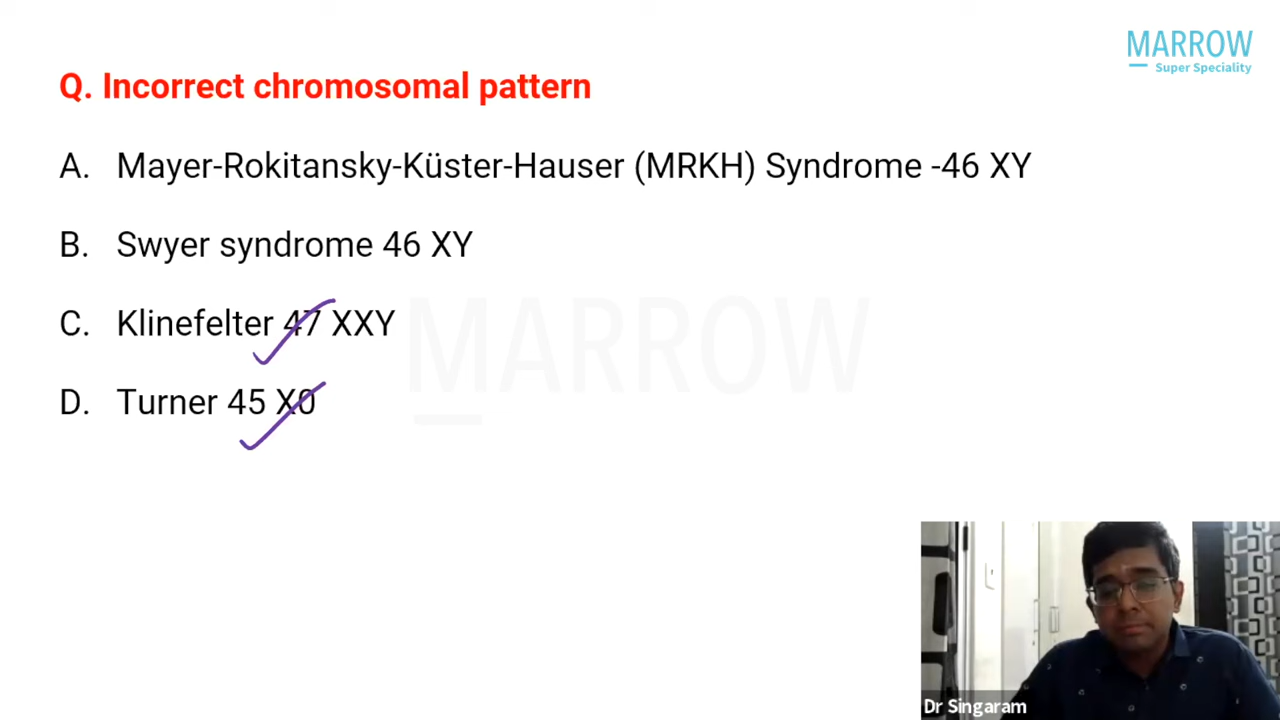 MARROW
Super Speciality
Q. Incorrect chromosomal pattern
A. Mayer-Rokitansky-Küster-Hauser (MRKH) Syndrome -46 XY
B. Swyer syndrome 46 XY
C. Klinefelter 47 XXY
D. Turner 45 X0
MARROW
Dr Singaram